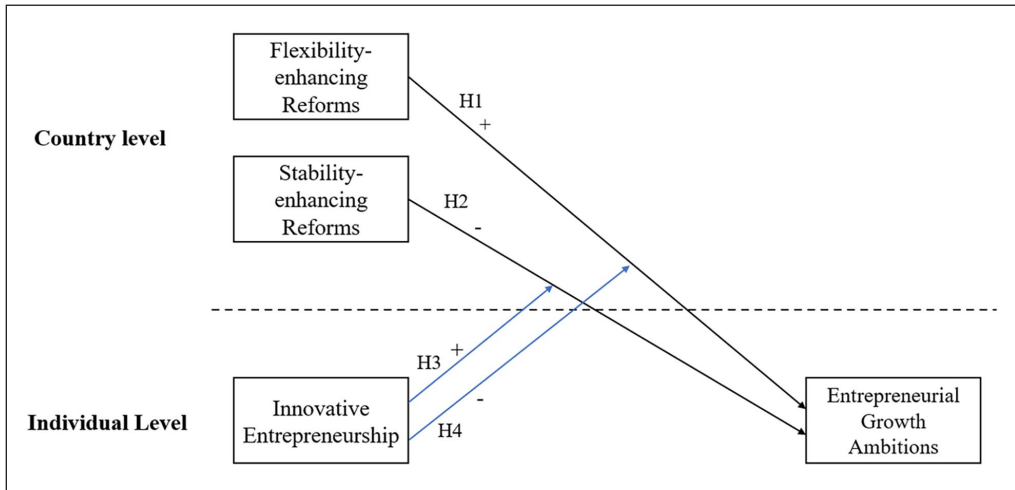 Flexibility-
enhancing
Reforms
H1
+
Country level
Stability-
enhancing
Reforms
H2
-
H3
+
-
H4
Individual Level
Innovative
Entrepreneurship
Entrepreneurial
Growth
Ambitions